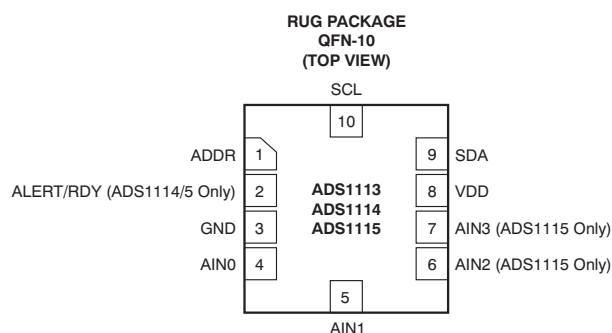 RUG PACKAGE
QFN-10
(TOP VIEW)
SCL
10
ADDR 1 9 SDA
ALERT/RDY (ADS1114/5 Only) 2 ADS1113 8 VDD
ADS1114
GND 3 ADS1115 7 AIN3 (ADS1115 Only)
AIN0 4 6 AIN2 (ADS1115 Only)
5
AIN1